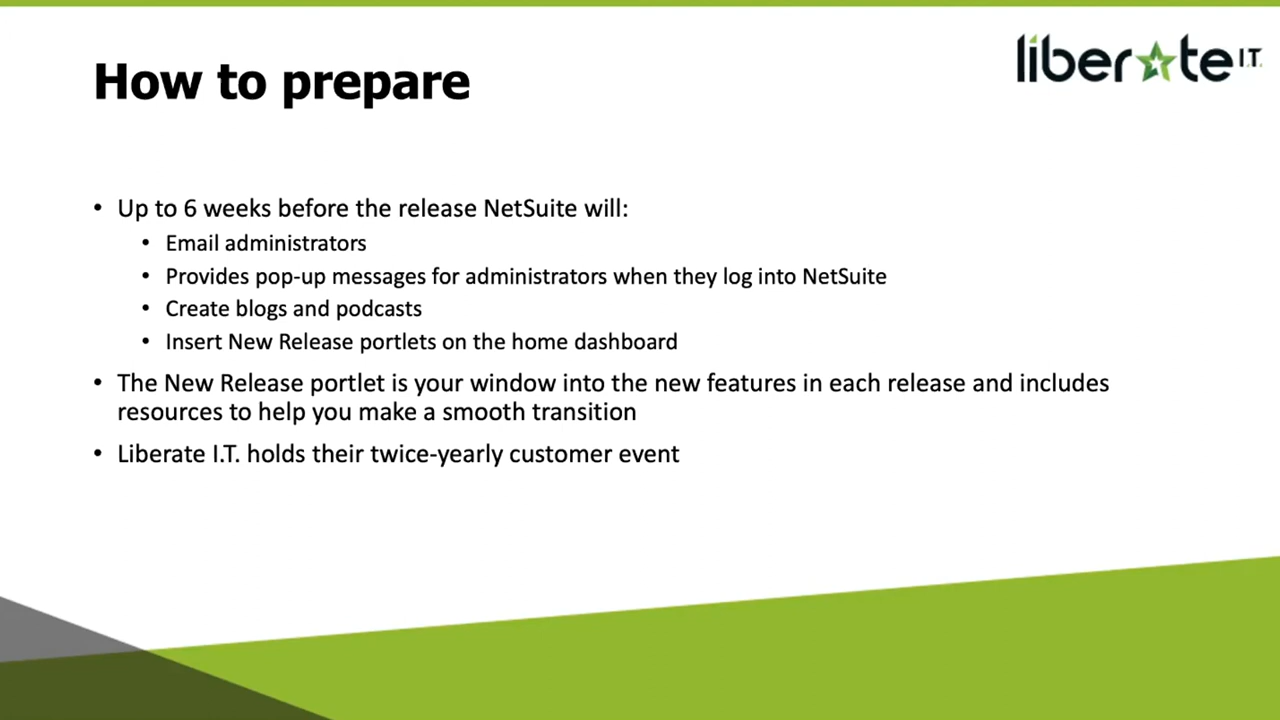 liberate I.T.
How to prepare
• Up to 6 weeks before the release NetSuite will:
• Email administrators
• Provides pop-up messages for administrators when they log into NetSuite
• Create blogs and podcasts
• Insert New Release portlets on the home dashboard
• The New Release portlet is your window into the new features in each release and includes
resources to help you make a smooth transition
• Liberate I.T. holds their twice-yearly customer event